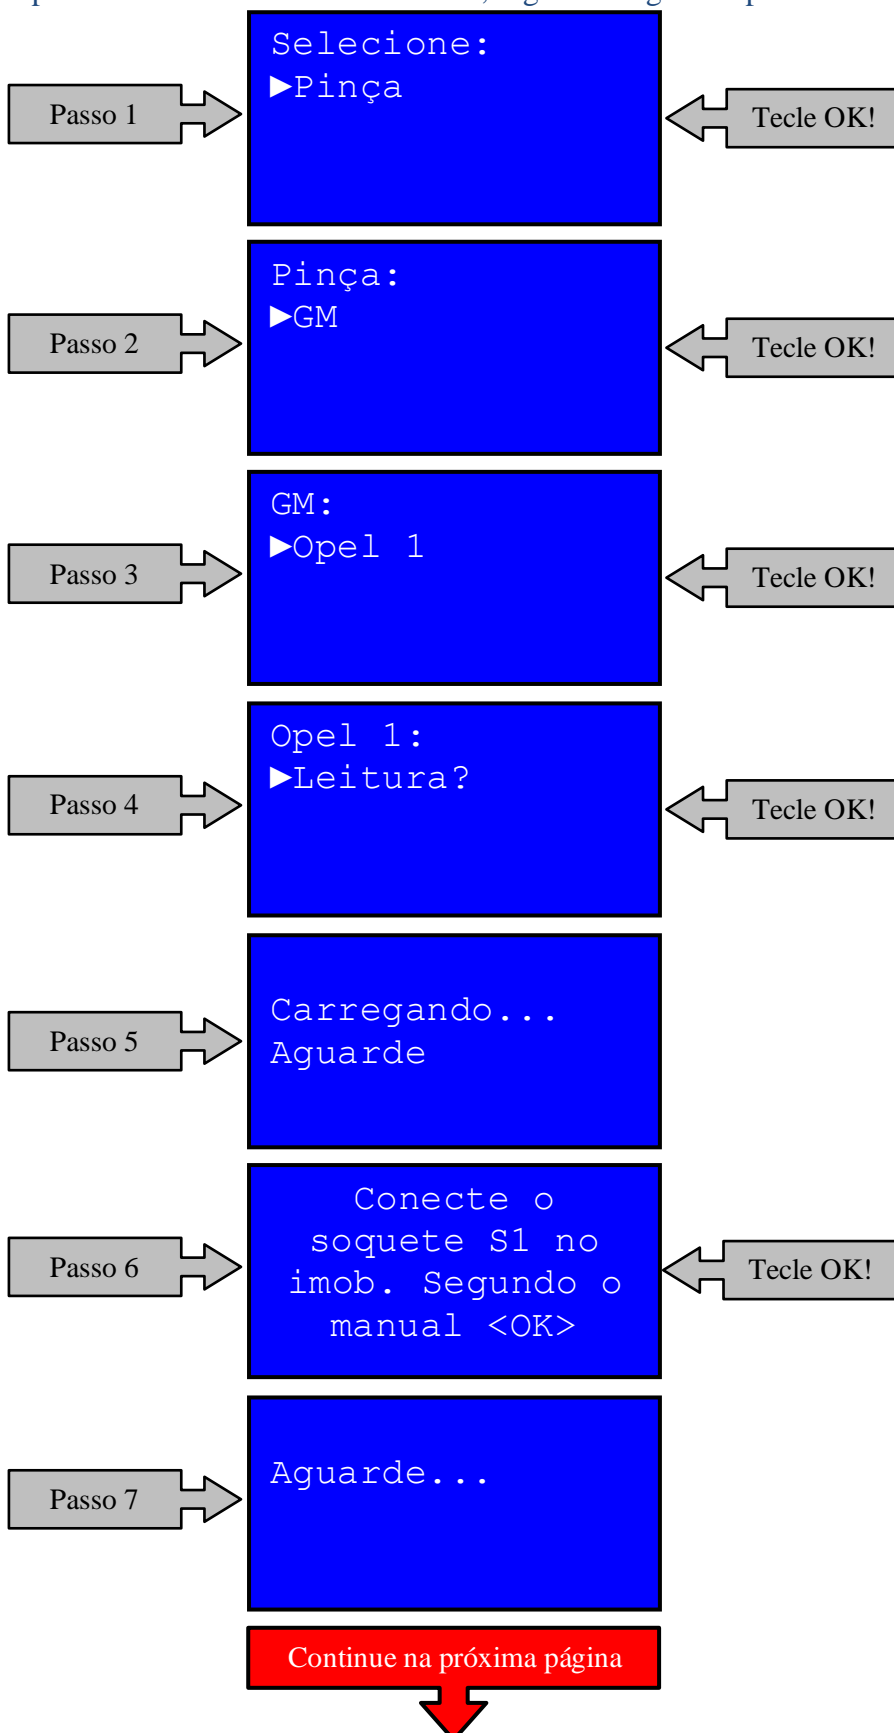 Selecione:
►Pinça
Passo 1
Tecle OK!
Pinça:
►GM
Passo 2
Tecle OK!
GM:
►Opel 1
Passo 3
Tecle OK!
Opel 1:
►Leitura?
Passo 4
Tecle OK!
Carregando...
Aguarde
Passo 5
Conecte o
soquete S1 no
imob. Segundo o
manual <OK>
Passo 6
Tecle OK!
Aguarde...
Passo 7
Continue na próxima página